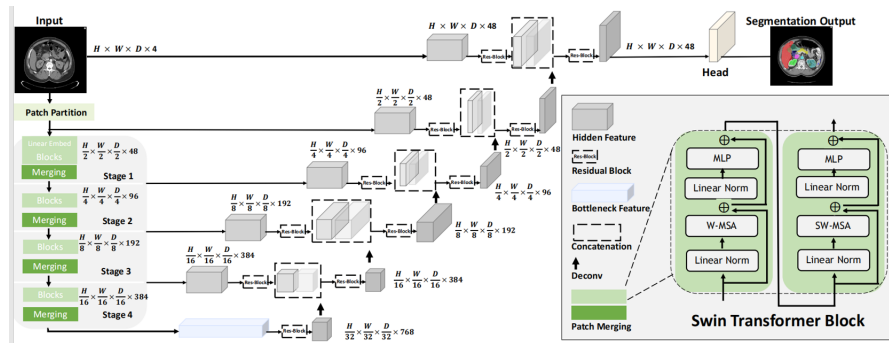 Input
H × W × D × 4
H × W × D × 48
Res-Block
Res-Block
H × W × D × 48
Head
Segmentation Output
Patch Partition
H/2 × W/2 × D/2 × 48
Res-Block
Res-Block
H/2 × W/2 × D/2 × 48
Linear Embed
Blocks
H/2 × W/2 × D/2 × 48
Merging
Stage 1
H/4 × W/4 × D/4 × 96
Res-Block
Res-Block
H/4 × W/4 × D/4 × 96
Blocks
H/4 × W/4 × D/4 × 96
Merging
Stage 2
H/8 × W/8 × D/8 × 192
Res-Block
Res-Block
H/8 × W/8 × D/8 × 192
Blocks
H/8 × W/8 × D/8 × 192
Merging
Stage 3
H/16 × W/16 × D/16 × 384
Res-Block
Res-Block
H/16 × W/16 × D/16 × 384
Blocks
H/16 × W/16 × D/16 × 384
Merging
Stage 4
Res-Block
H/32 × W/32 × D/32 × 768
Hidden Feature
Res-Block
Residual Block
Bottleneck Feature
Concatenation
Deconv
Patch Merging
MLP
Linear Norm
W-MSA
Linear Norm
MLP
Linear Norm
SW-MSA
Linear Norm
Swin Transformer Block